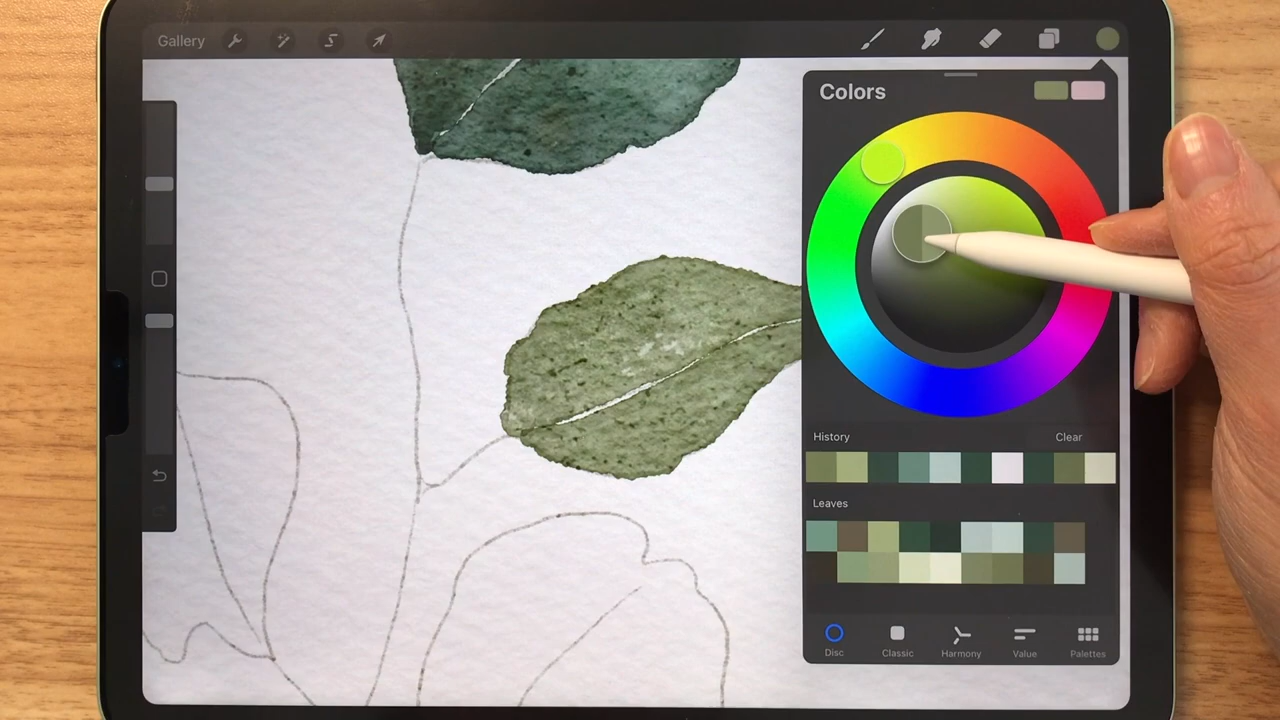 Gallery
Colors
History
Clear
Leaves
Disc
Classic
Harmony
Value
Palettes